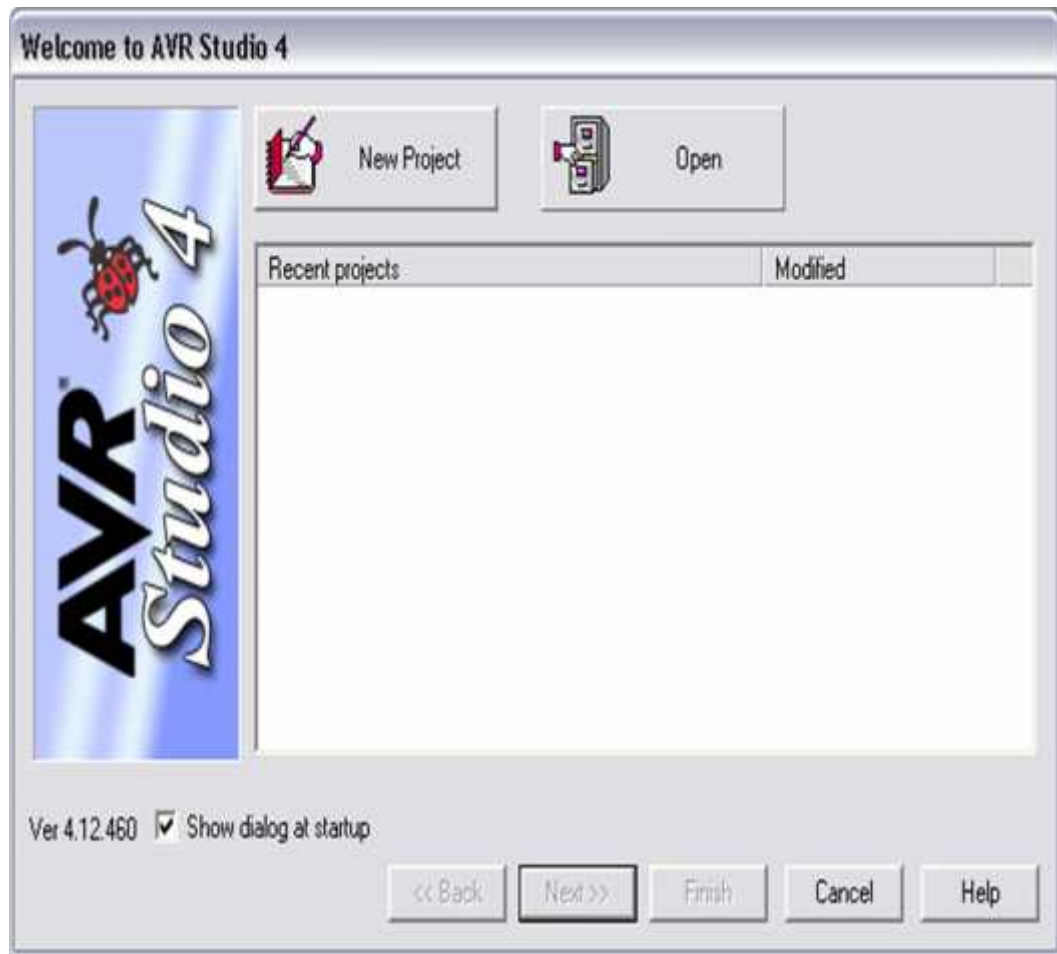 Welcome to AVR Studio 4
New Project
Open
AVR
Studio 4
Recent projects Modified
Ver 4.12.460 Show dialog at startup
<< Back Next >> Finish Cancel Help